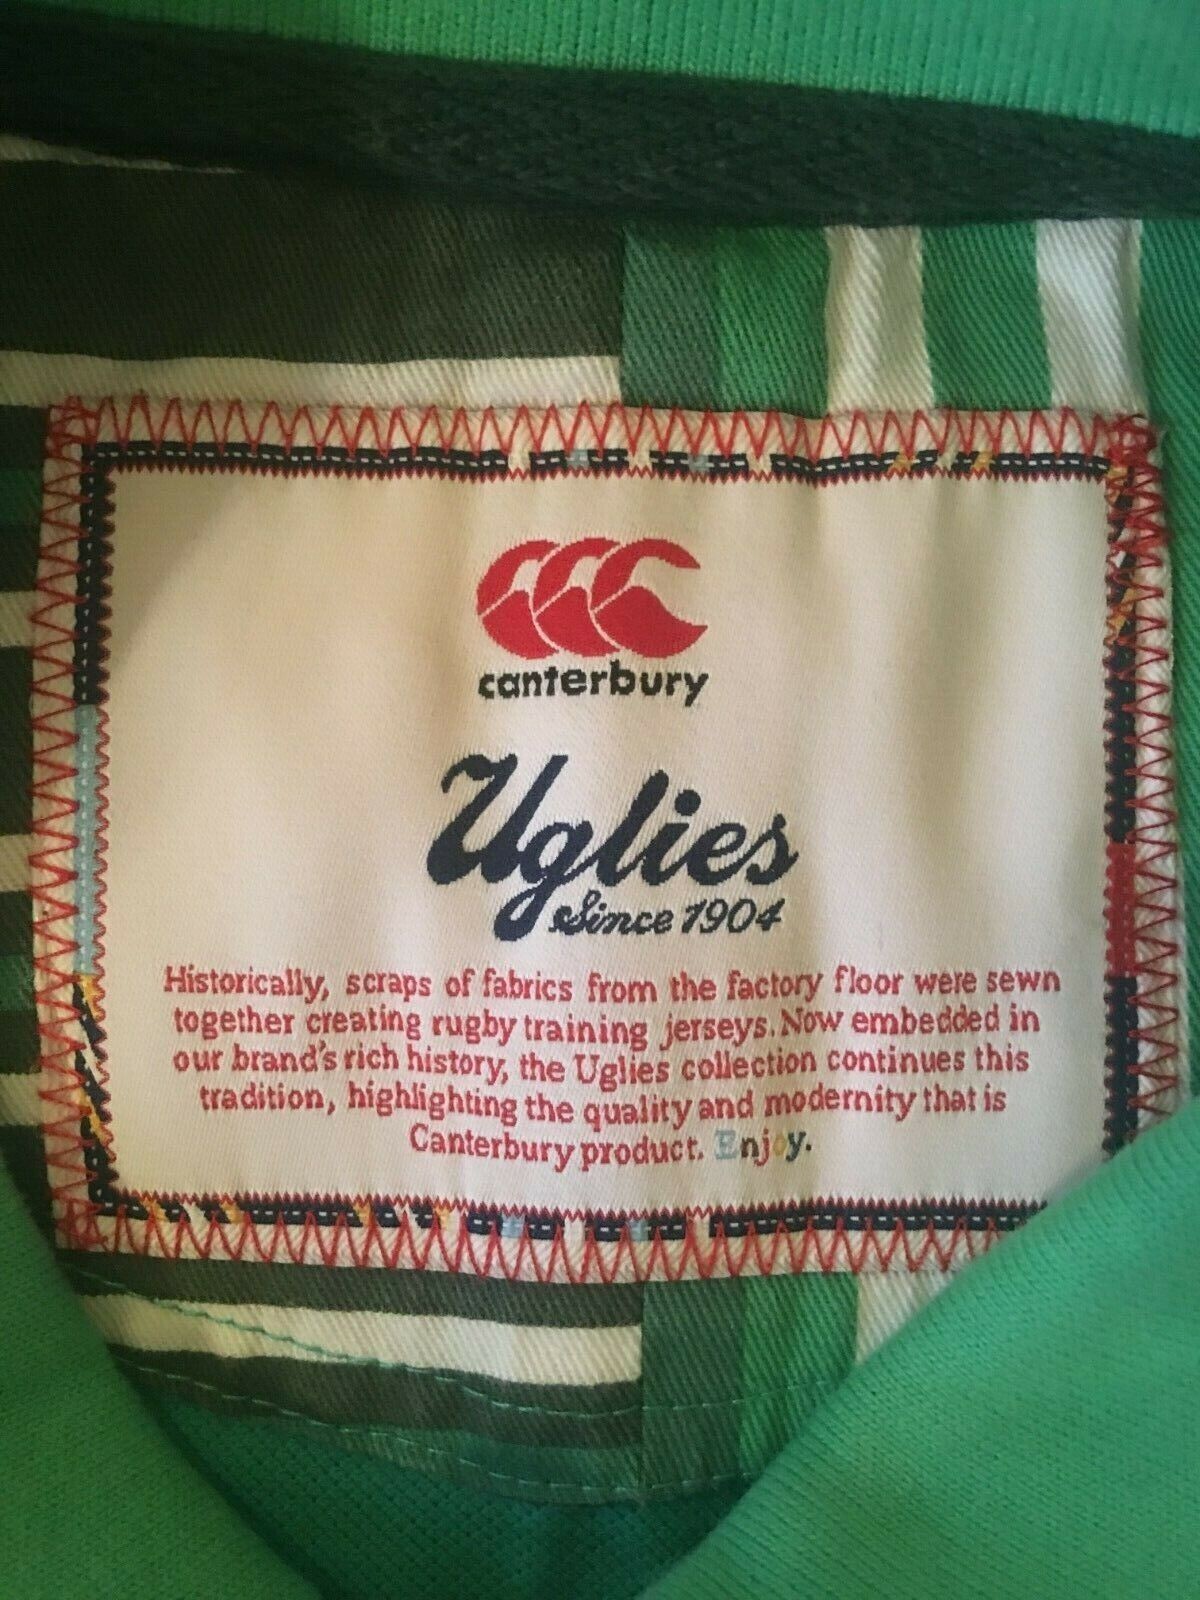 canterbury
Uglies
Since 1904
Historically, scraps of fabrics from the factory floor were sewn
together creating rugby training jerseys. Now embedded in
our brand's rich history, the Uglies collection continues this
tradition, highlighting the quality and modernity that is
Canterbury product. Enjoy.